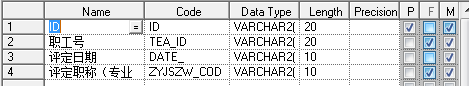 Name Code Data Type Length Precision P F M
1 ID = ID VARCHAR2( 20
2 职工号 TEA_ID VARCHAR2( 20
3 评定日期 DATE_ VARCHAR2( 10
4 评定职称（专业 ZYJSZW_COD VARCHAR2( 10